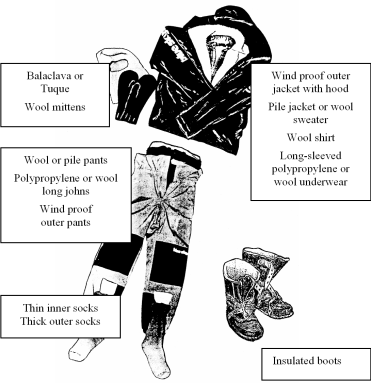 Balaclava or
Tuque
Wool mittens
Wind proof outer
jacket with hood
Pile jacket or wool
sweater
Wool shirt
Long-sleeved
polypropylene or
wool underwear
Wool or pile pants
Polypropylene or wool
long johns
Wind proof
outer pants
Thin inner socks
Thick outer socks
Insulated boots